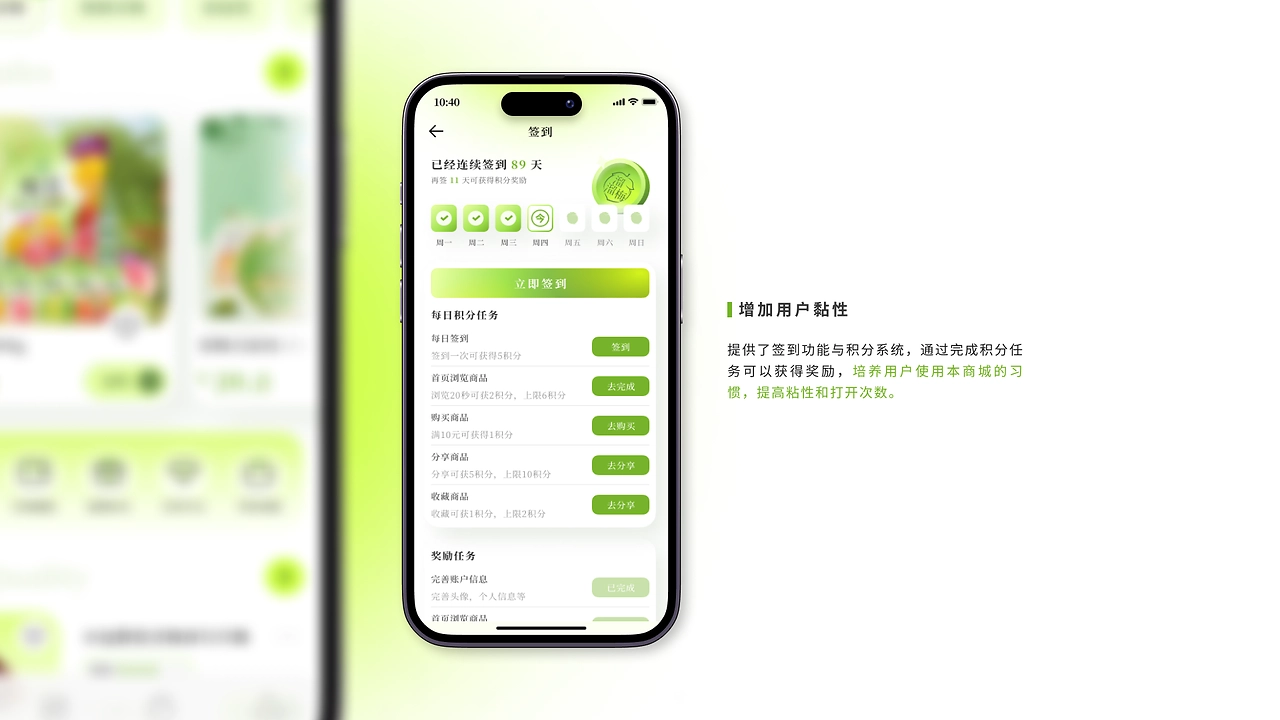 10:40
签到
已经连续签到 89 天
再签 11 天可获得积分奖励
溜溜梅
今
周一 周二 周三 周四 周五 周六 周日
立即签到
每日积分任务
每日签到
签到一次可获得5积分
签到
首页浏览商品
浏览20秒可获2积分，上限6积分
去完成
购买商品
满10元可获得1积分
去购买
分享商品
分享可获5积分，上限10积分
去分享
收藏商品
收藏可获1积分，上限2积分
去分享
奖励任务
完善账户信息
完善头像，个人信息等
已完成
首页浏览商品
增加用户黏性
提供了签到功能与积分系统，通过完成积分任
务可以获得奖励，培养用户使用本商城的习
惯，提高粘性和打开次数。